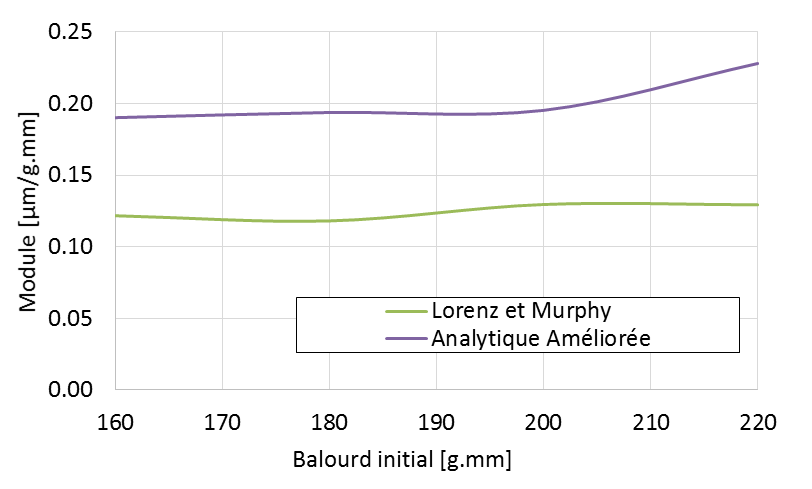 0.25
0.20
0.15
0.10
0.05
0.00
Module [µm/g.mm]
Lorenz et Murphy
Analytique Améliorée
160 170 180 190 200 210 220
Balourd initial [g.mm]